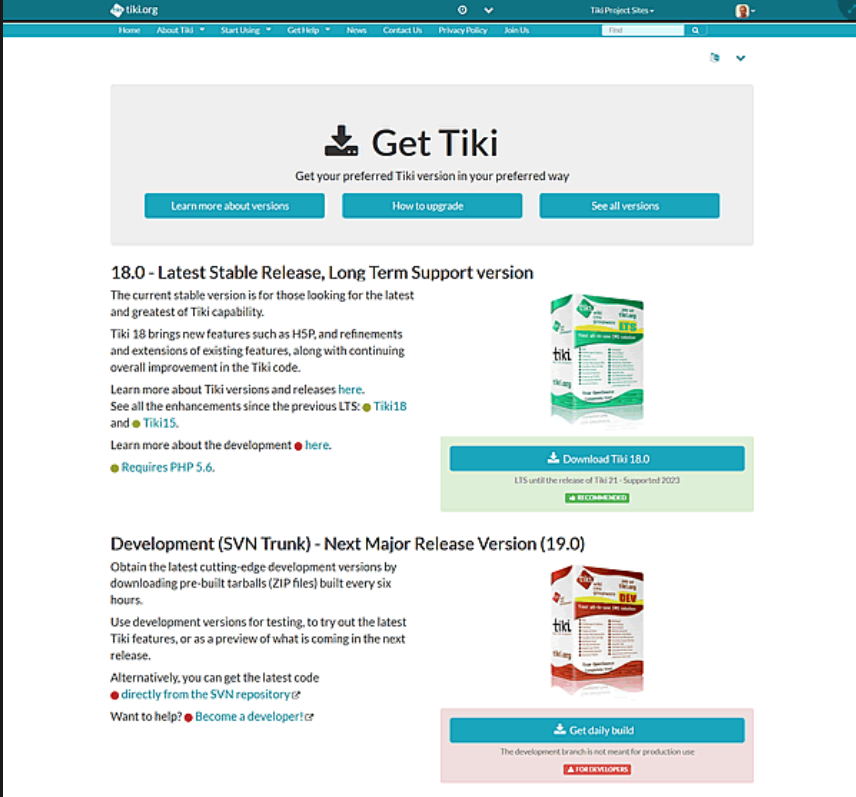 tiki.org
Tiki Project Sites
Home About Tiki Start Using Get Help News Contact Us Privacy Policy Join Us Find
Get Tiki
Get your preferred Tiki version in your preferred way
Learn more about versions How to upgrade See all versions
18.0 - Latest Stable Release, Long Term Support version
The current stable version is for those looking for the latest
and greatest of Tiki capability.
Tiki 18 brings new features such as H5P, and refinements
and extensions of existing features, along with continuing
overall improvement in the Tiki code.
Learn more about Tiki versions and releases here.
See all the enhancements since the previous LTS: Tiki18
and Tiki15.
Learn more about the development here.
Requires PHP 5.6.
LTS
tiki
tiki.org
Download Tiki 18.0
LTS until the release of Tiki 21 - Supported 2023
RECOMMENDED
Development (SVN Trunk) - Next Major Release Version (19.0)
Obtain the latest cutting-edge development versions by
downloading pre-built tarballs (ZIP files) built every six
hours.
Use development versions for testing, to try out the latest
Tiki features, or as a preview of what is coming in the next
release.
Alternatively, you can get the latest code
directly from the SVN repository
Want to help? Become a developer!
DEV
tiki
tiki.org
Get daily build
The development branch is not meant for production use
FOR DEVELOPERS